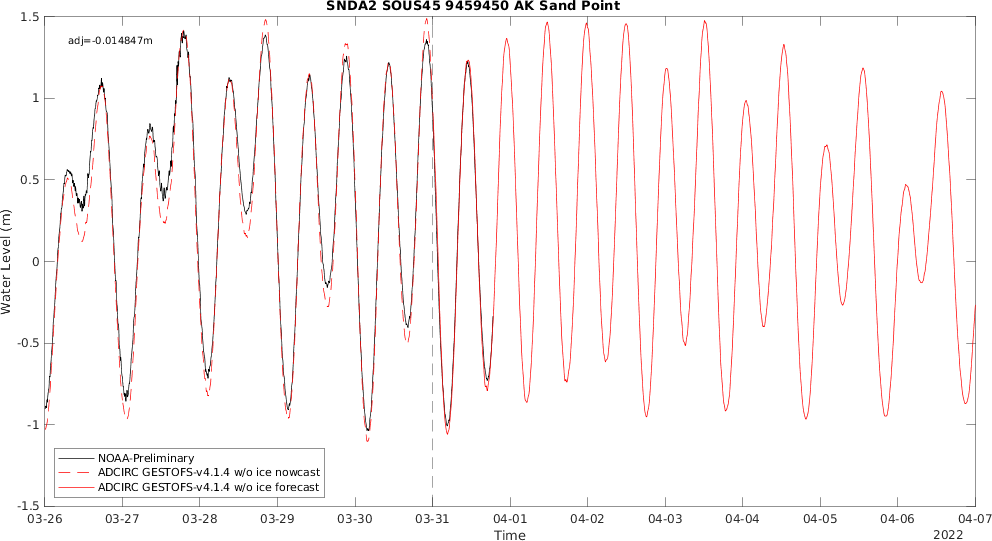 SNDA2 SOUS45 9459450 AK Sand Point
adj=-0.014847m
1.5
1
0.5
0
-0.5
-1
-1.5
Water Level (m)
NOAA-Preliminary
ADCIRC GESTOFS-v4.1.4 w/o ice nowcast
ADCIRC GESTOFS-v4.1.4 w/o ice forecast
03-26 03-27 03-28 03-29 03-30 03-31 04-01 04-02 04-03 04-04 04-05 04-06 04-07
Time
2022